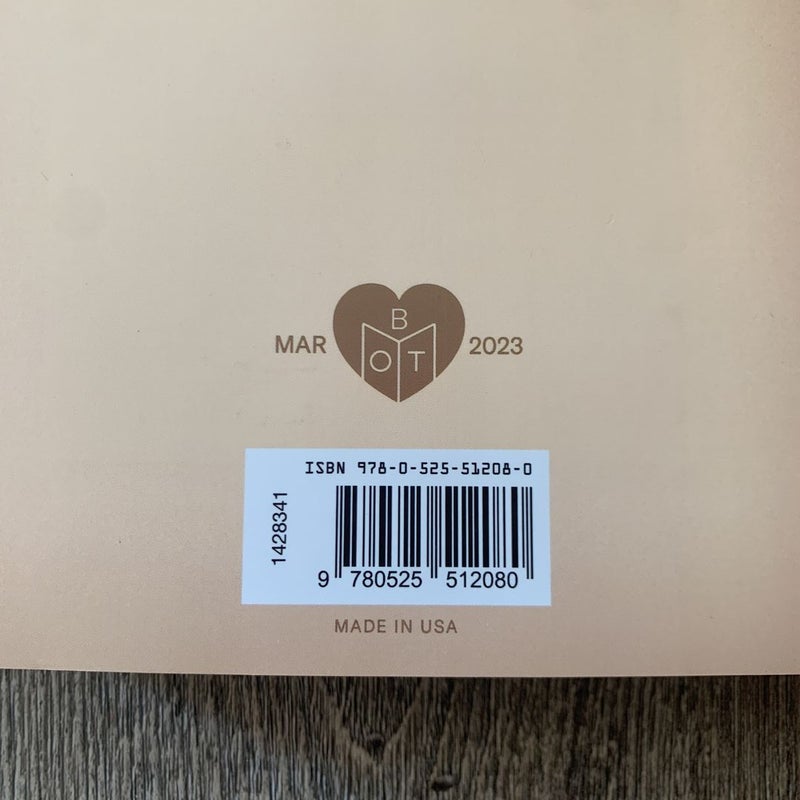 MAR B 2023
O T
ISBN 978-0-525-51208-0
1428341
9 780525 512080
MADE IN USA